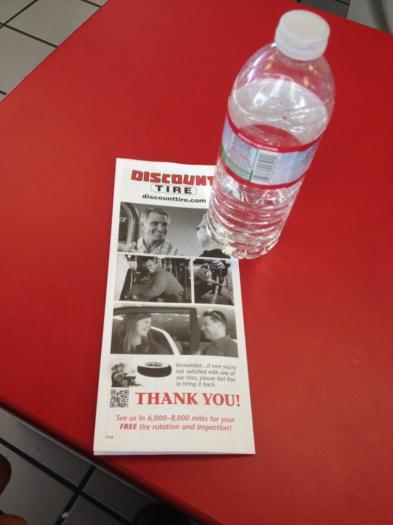 DISCOUNT
TIRE
discounttire.com
Remember...if ever you're
not satisfied with one of
our tires, please feel free
to bring it back.
THANK YOU!
See us in 6,000-8,000 miles for your
FREE tire rotation and inspection!